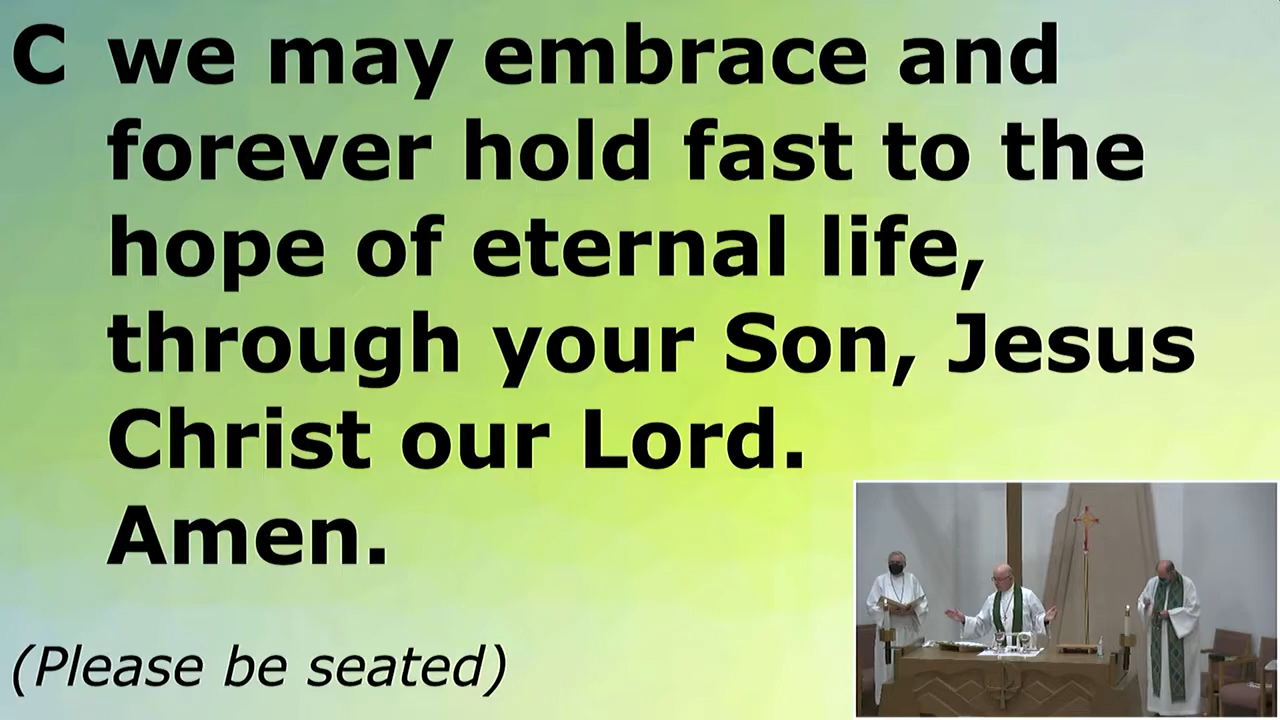 C we may embrace and
forever hold fast to the
hope of eternal life,
through your Son, Jesus
Christ our Lord.
Amen.
(Please be seated)